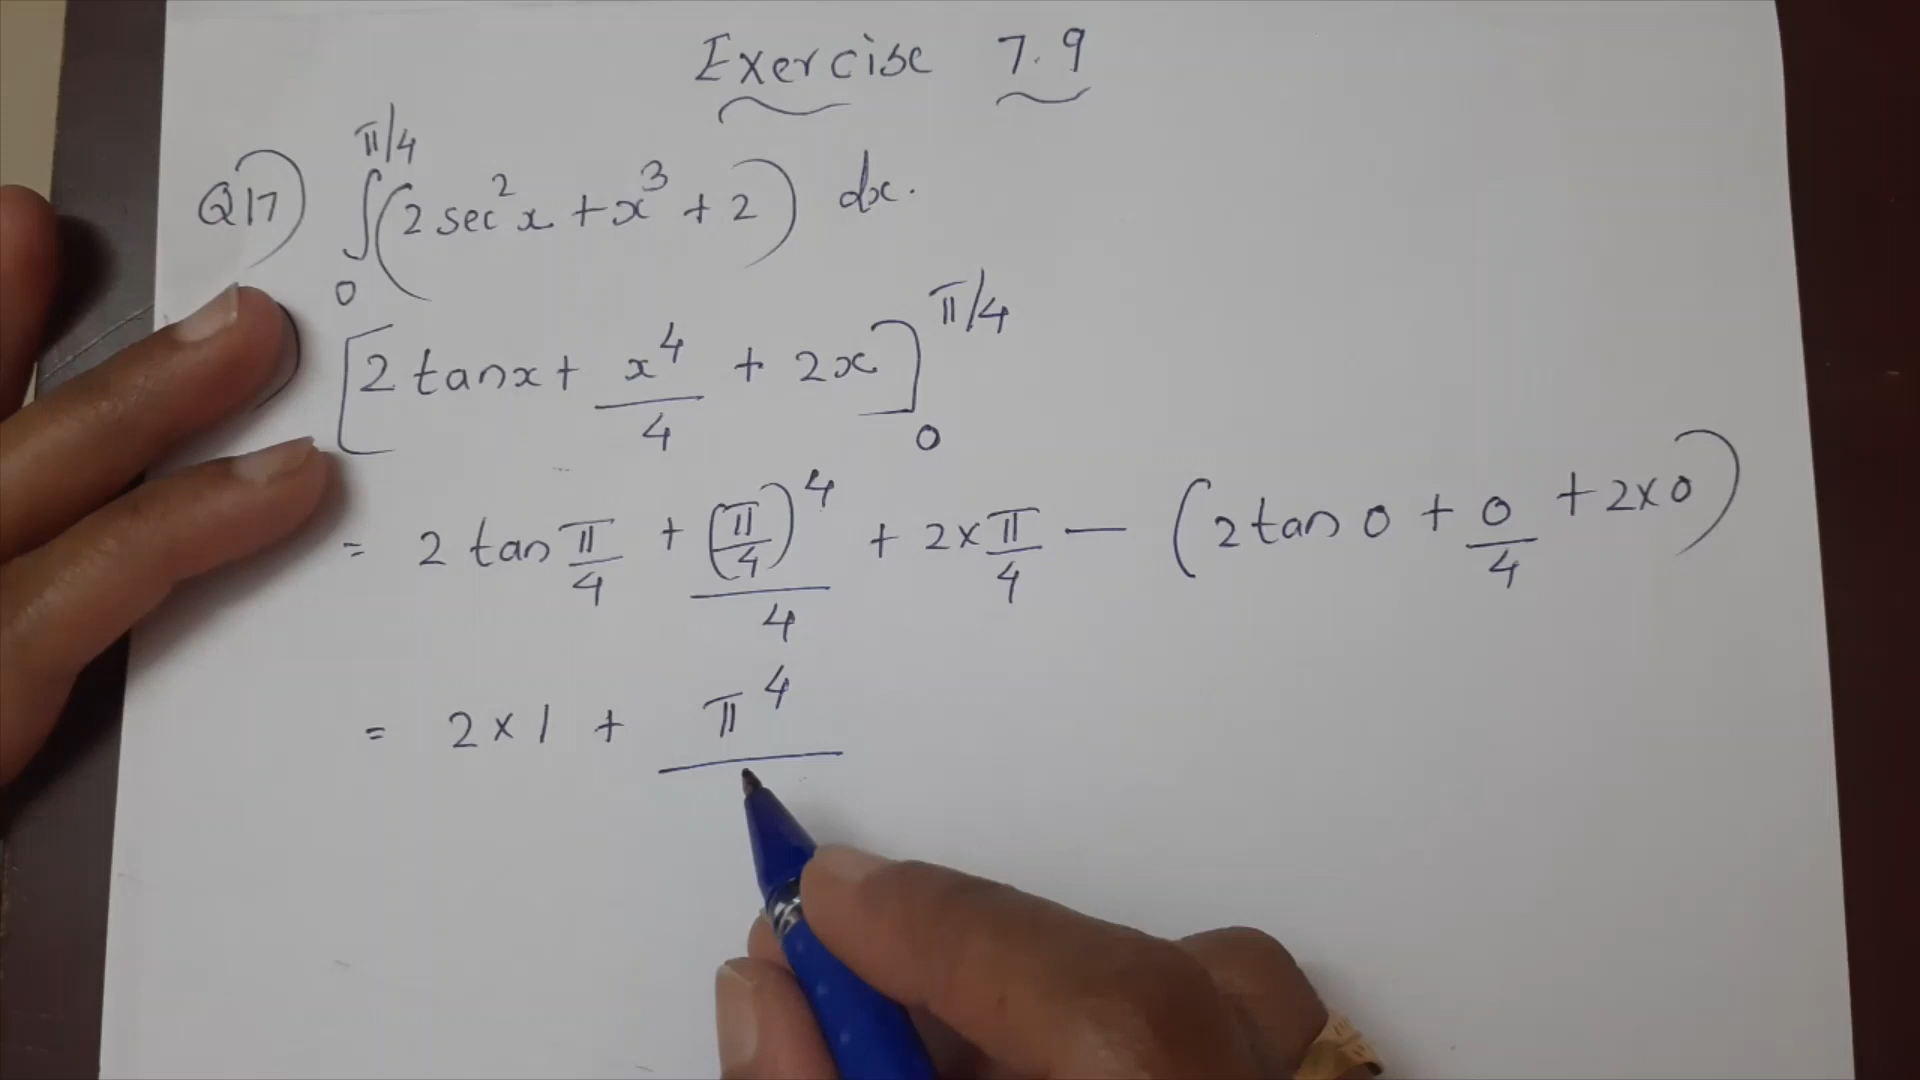 Exercise 7.9
Q17) ∫₀^(π/4) (2 sec²x + x³ + 2) dx.
[2 tanx + x⁴/4 + 2x]₀^(π/4)
= 2 tan π/4 + (π/4)⁴/4 + 2×π/4 — (2 tan 0 + 0/4 + 2×0)
= 2×1 + π⁴/